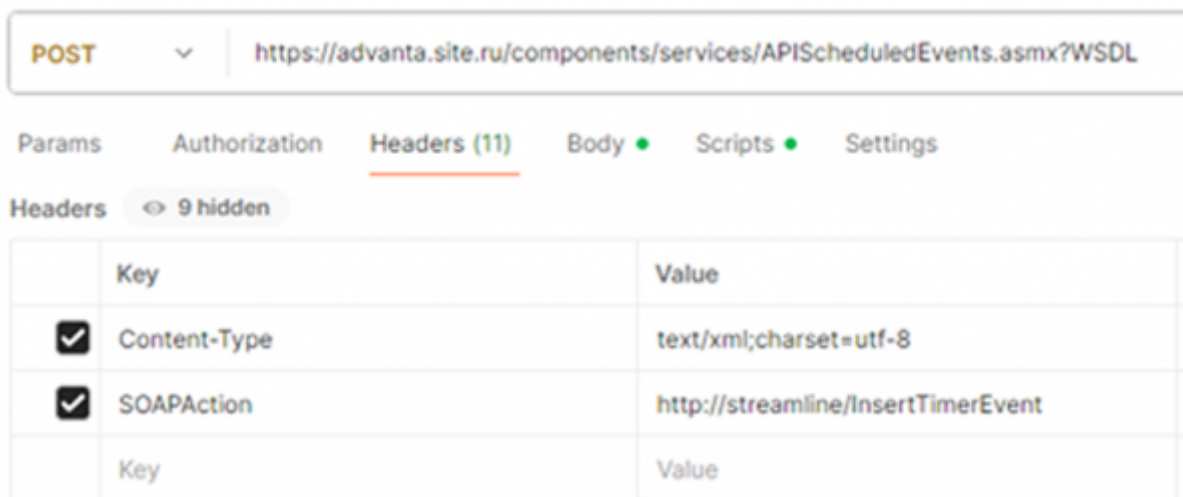 POST https://advanta.site.ru/components/services/APIScheduledEvents.asmx?WSDL
Params Authorization Headers (11) Body Scripts Settings
Headers 9 hidden
Key Value
Content-Type text/xml;charset=utf-8
SOAPAction http://streamline/InsertTimerEvent
Key Value